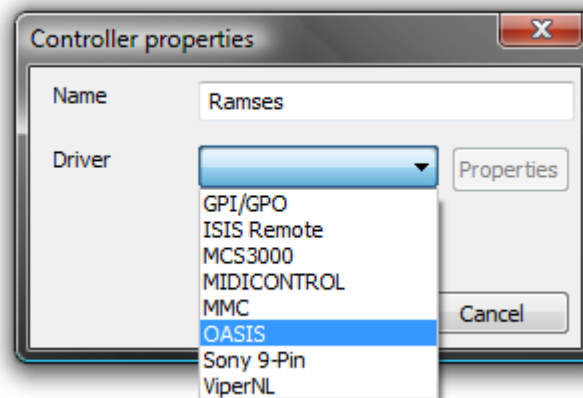 Controller properties
Name
Ramses
Driver
Properties
GPI/GPO
ISIS Remote
MCS3000
MIDICONTROL
MMC
OASIS
Sony 9-Pin
ViperNL
Cancel